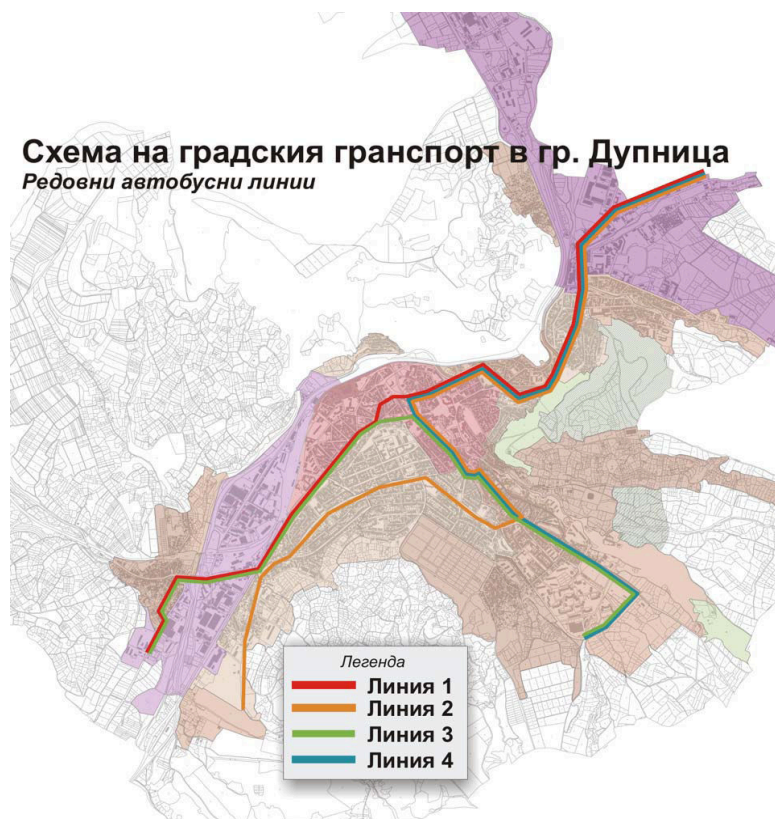 Схема на градския гранспорт в гр. Дупница
Редовни автобусни линии
Легенда
Линия 1
Линия 2
Линия 3
Линия 4